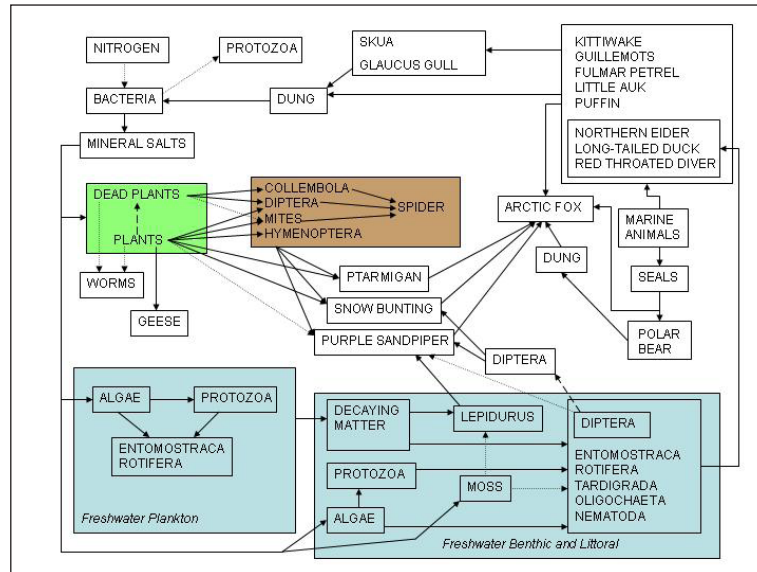 NITROGEN
PROTOZOA
SKUA
GLAUCUS GULL
KITTIWAKE
GUILLEMOTS
FULMAR PETREL
LITTLE AUK
PUFFIN
BACTERIA
DUNG
MINERAL SALTS
NORTHERN EIDER
LONG-TAILED DUCK
RED THROATED DIVER
DEAD PLANTS
PLANTS
COLLEMBOLA
DIPTERA
MITES
HYMENOPTERA
SPIDER
ARCTIC FOX
MARINE
ANIMALS
DUNG
SEALS
WORMS
PTARMIGAN
GEESE
SNOW BUNTING
PURPLE SANDPIPER
POLAR
BEAR
DIPTERA
ALGAE
PROTOZOA
ENTOMOSTRACA
ROTIFERA
Freshwater Plankton
DECAYING
MATTER
LEPIDURUS
DIPTERA
PROTOZOA
MOSS
ALGAE
ENTOMOSTRACA
ROTIFERA
TARDIGRADA
OLIGOCHAETA
NEMATODA
Freshwater Benthic and Littoral